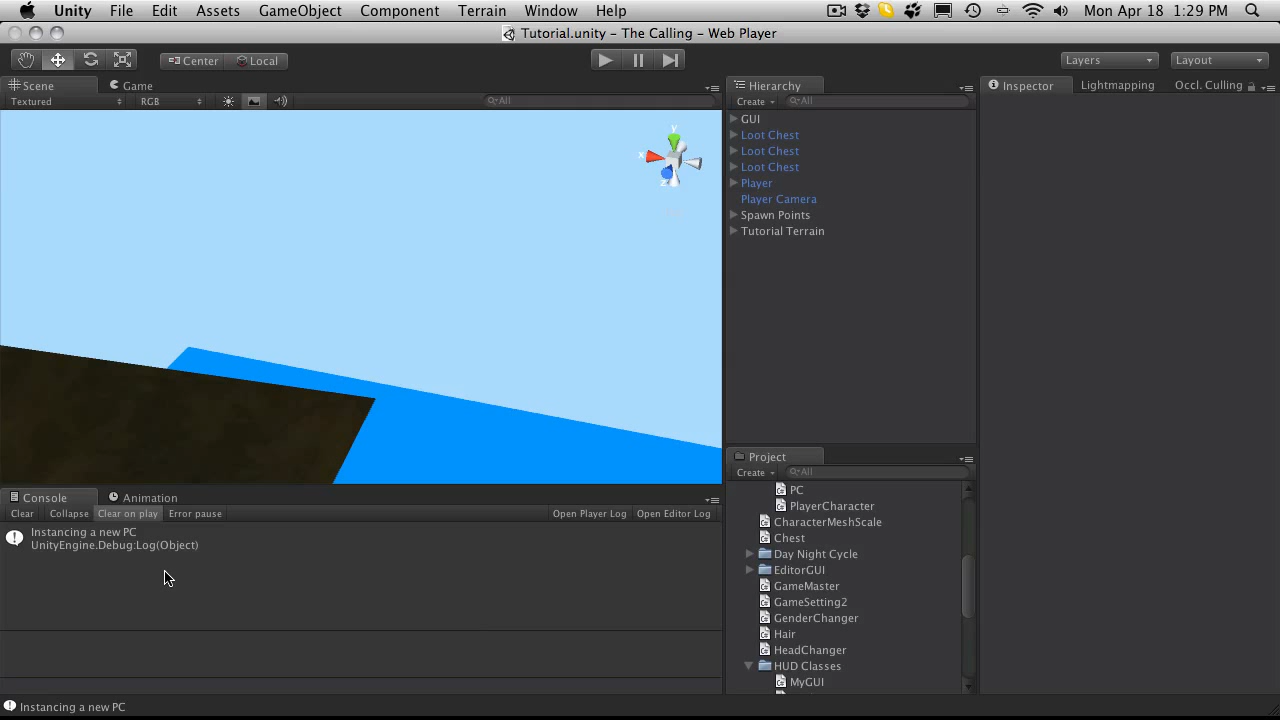 Unity File Edit Assets GameObject Component Terrain Window Help Mon Apr 18 1:29 PM
Tutorial.unity – The Calling – Web Player
Center Local Layers Layout
Scene Game Hierarchy Inspector Lightmapping Occl. Culling
Textured RGB All Create All
GUI
Loot Chest
Loot Chest
Loot Chest
Player
Player Camera
Spawn Points
Tutorial Terrain
y
x
z
Project
Create All
PC
PlayerCharacter
CharacterMeshScale
Chest
Day Night Cycle
EditorGUI
GameMaster
GameSetting2
GenderChanger
Hair
HeadChanger
HUD Classes
MyGUI
Console Animation
Clear Collapse Clear on play Error pause Open Player Log Open Editor Log
Instancing a new PC
UnityEngine.Debug:Log(Object)
Instancing a new PC